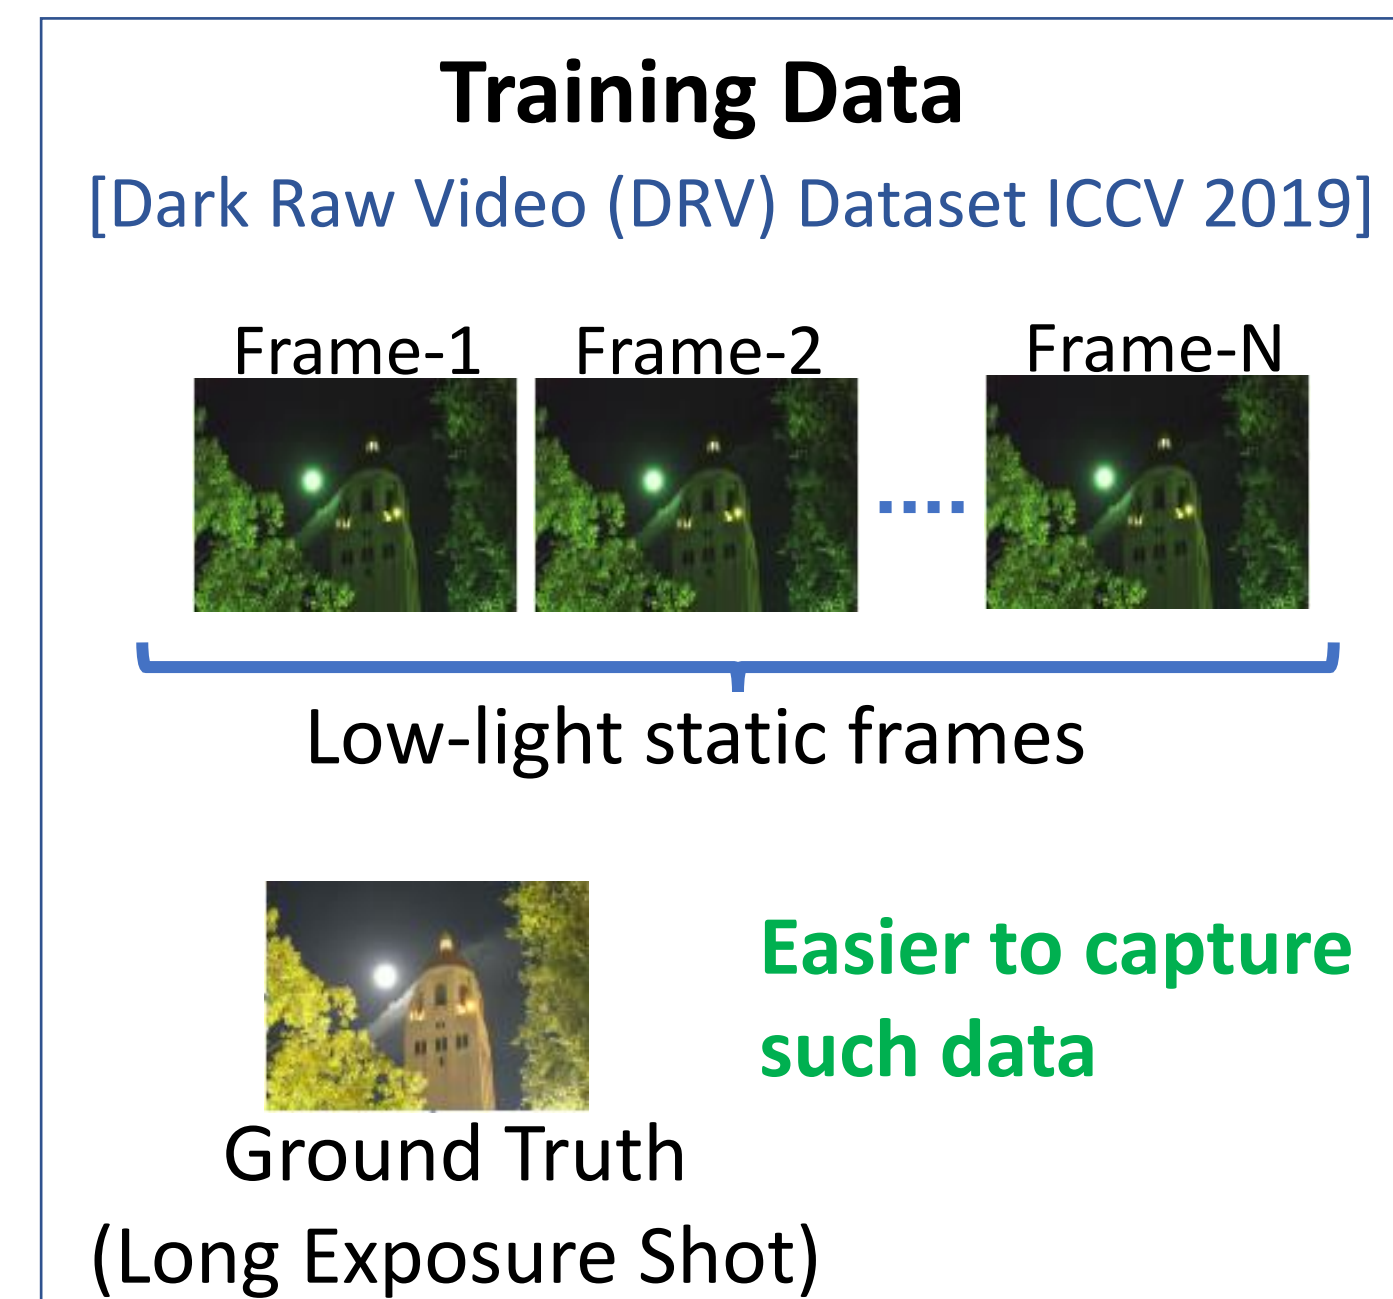 Training Data
[Dark Raw Video (DRV) Dataset ICCV 2019]
Frame-1 Frame-2 Frame-N
Low-light static frames
Easier to capture
such data
Ground Truth
(Long Exposure Shot)